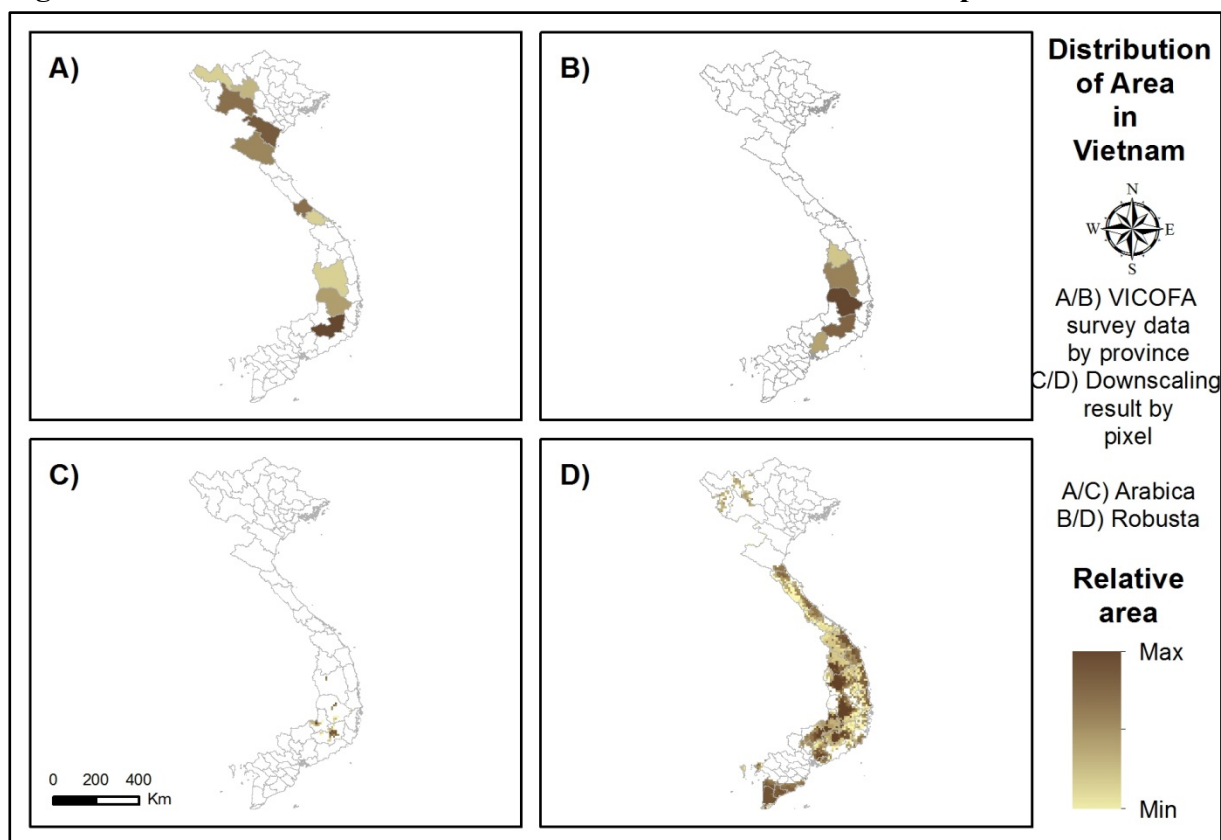 A)
B)
C)
D)
0 200 400
Km
Distribution
of Area
in
Vietnam
N
W E
S
A/B) VICOFA
survey data
by province
C/D) Downscaling
result by
pixel
A/C) Arabica
B/D) Robusta
Relative
area
Max
Min